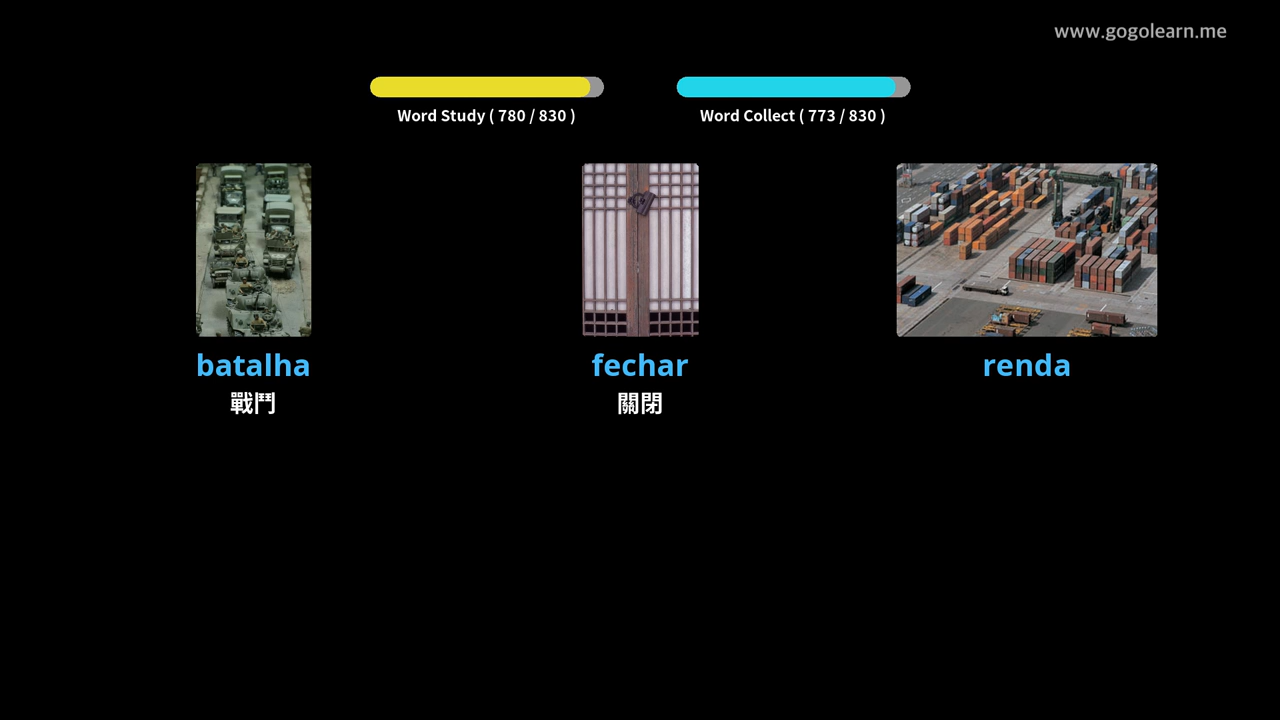 www.gogolearn.me
Word Study ( 780 / 830 )
Word Collect ( 773 / 830 )
batalha
戰鬥
fechar
關閉
renda